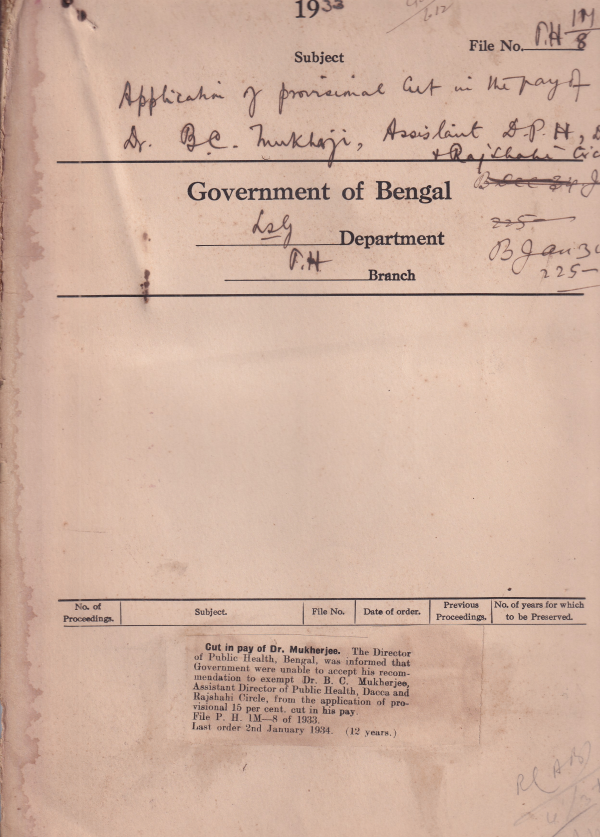 1933
File No. P.H 1M/8
Subject
Application of provisional cut in the pay of
Dr. B.C. Mukherji, Assistant D.P.H,
+ Rajshahi Circ
Government of Bengal
LSG Department
P.H Branch
225
B Jan 34
225-
No. of Proceedings. Subject. File No. Date of order. Previous Proceedings. No. of years for which to be Preserved.
Cut in pay of Dr. Mukherjee. The Director
of Public Health, Bengal, was informed that
Government were unable to accept his recom-
mendation to exempt Dr. B. C. Mukherjee,
Assistant Director of Public Health, Dacca and
Rajshahi Circle, from the application of pro-
visional 15 per cent. cut in his pay.
File P. H. 1M—8 of 1933.
Last order 2nd January 1934. (12 years.)